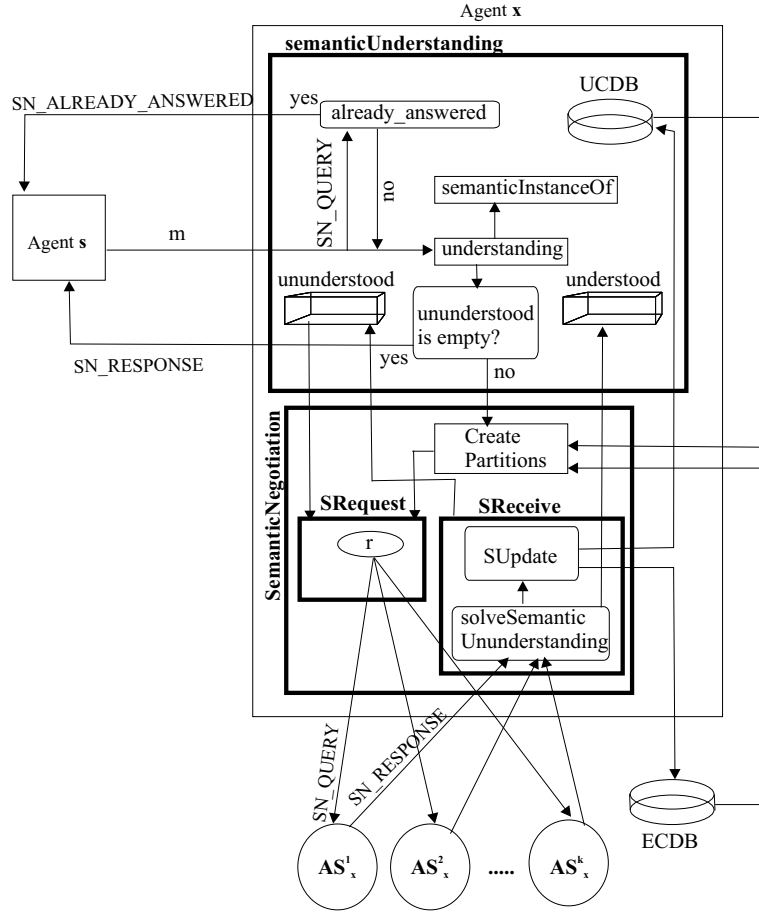 Agent x
semanticUnderstanding
SN_ALREADY_ANSWERED
yes
already_answered
UCDB
SN_QUERY
no
semanticInstanceOf
Agent s
m
understanding
ununderstood
understood
ununderstood
is empty?
SN_RESPONSE
yes
no
SemanticNegotiation
Create
Partitions
SRequest
SReceive
r
SUpdate
solveSemantic
Ununderstanding
SN_QUERY
SN_RESPONSE
AS¹ₓ
AS²ₓ
.....
ASᵏₓ
ECDB